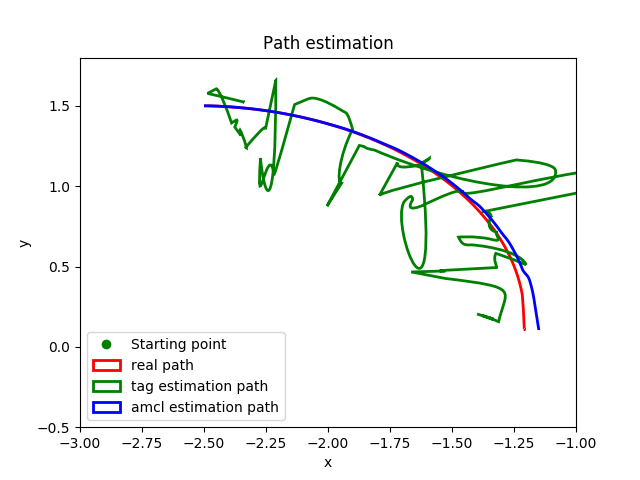 Path estimation
1.5
1.0
0.5
0.0
−0.5
y
Starting point
real path
tag estimation path
amcl estimation path
−3.00 −2.75 −2.50 −2.25 −2.00 −1.75 −1.50 −1.25 −1.00
x